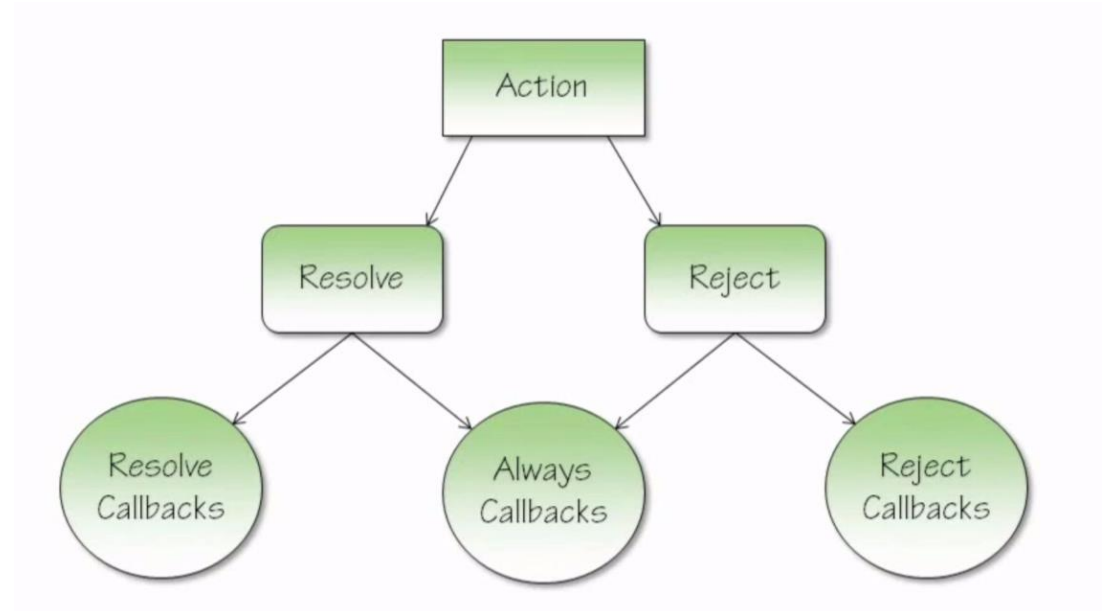 Action
Resolve
Reject
Resolve
Callbacks
Always
Callbacks
Reject
Callbacks